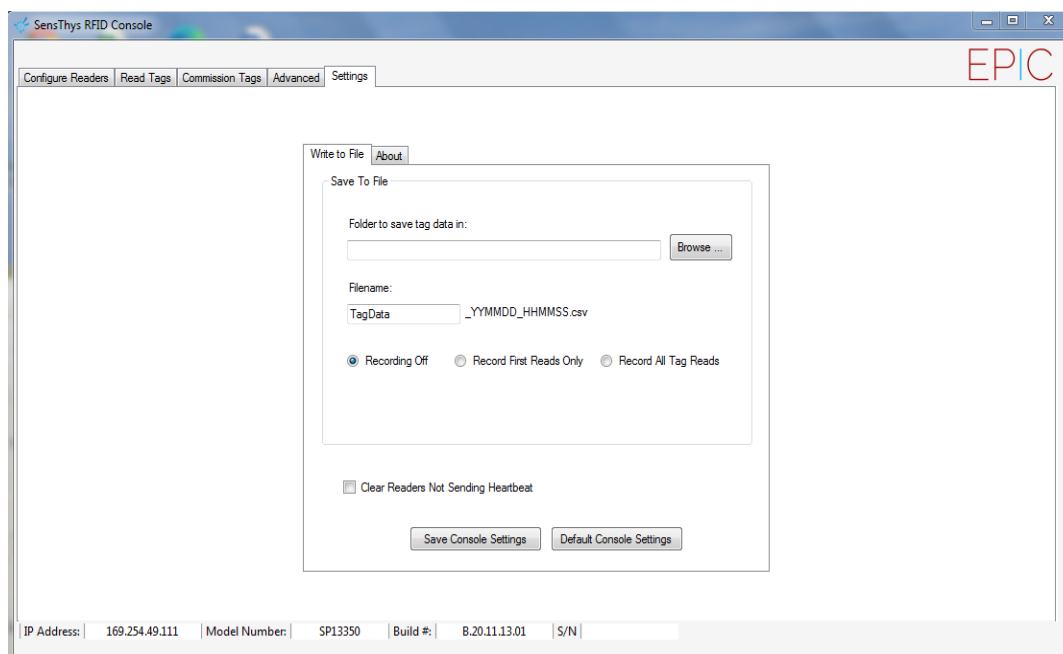 SensThys RFID Console
EPIC
Configure Readers Read Tags Commission Tags Advanced Settings
Write to File About
Save To File
Folder to save tag data in:
Browse ...
Filename:
TagData _YYMMDD_HHMMSS.csv
Recording Off Record First Reads Only Record All Tag Reads
Clear Readers Not Sending Heartbeat
Save Console Settings Default Console Settings
IP Address: 169.254.49.111 Model Number: SP13350 Build #: B.20.11.13.01 S/N